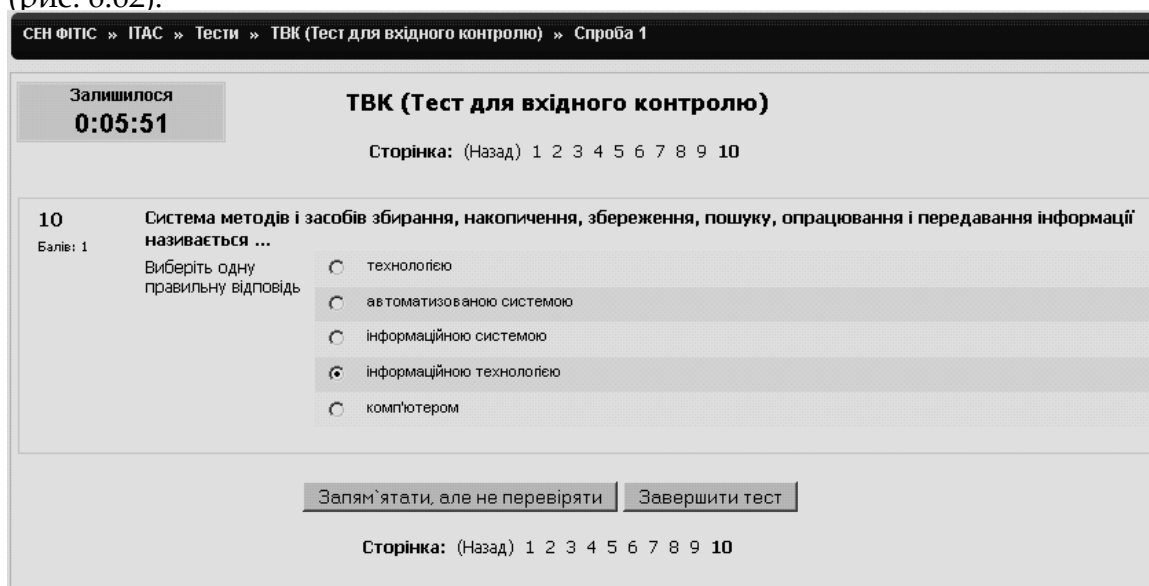 (рис. 6.62).
СЕН ФІТІС » ІТАС » Тести » ТВК (Тест для вхідного контролю) » Спроба 1
Залишилося
0:05:51
ТВК (Тест для вхідного контролю)
Сторінка: (Назад) 1 2 3 4 5 6 7 8 9 10
10
Балів: 1
Система методів і засобів збирання, накопичення, збереження, пошуку, опрацювання і передавання інформації
називається ...
Виберіть одну
правильну відповідь
технологією
автоматизованою системою
інформаційною системою
інформаційною технологією
комп'ютером
Запам`ятати, але не перевіряти
Завершити тест
Сторінка: (Назад) 1 2 3 4 5 6 7 8 9 10